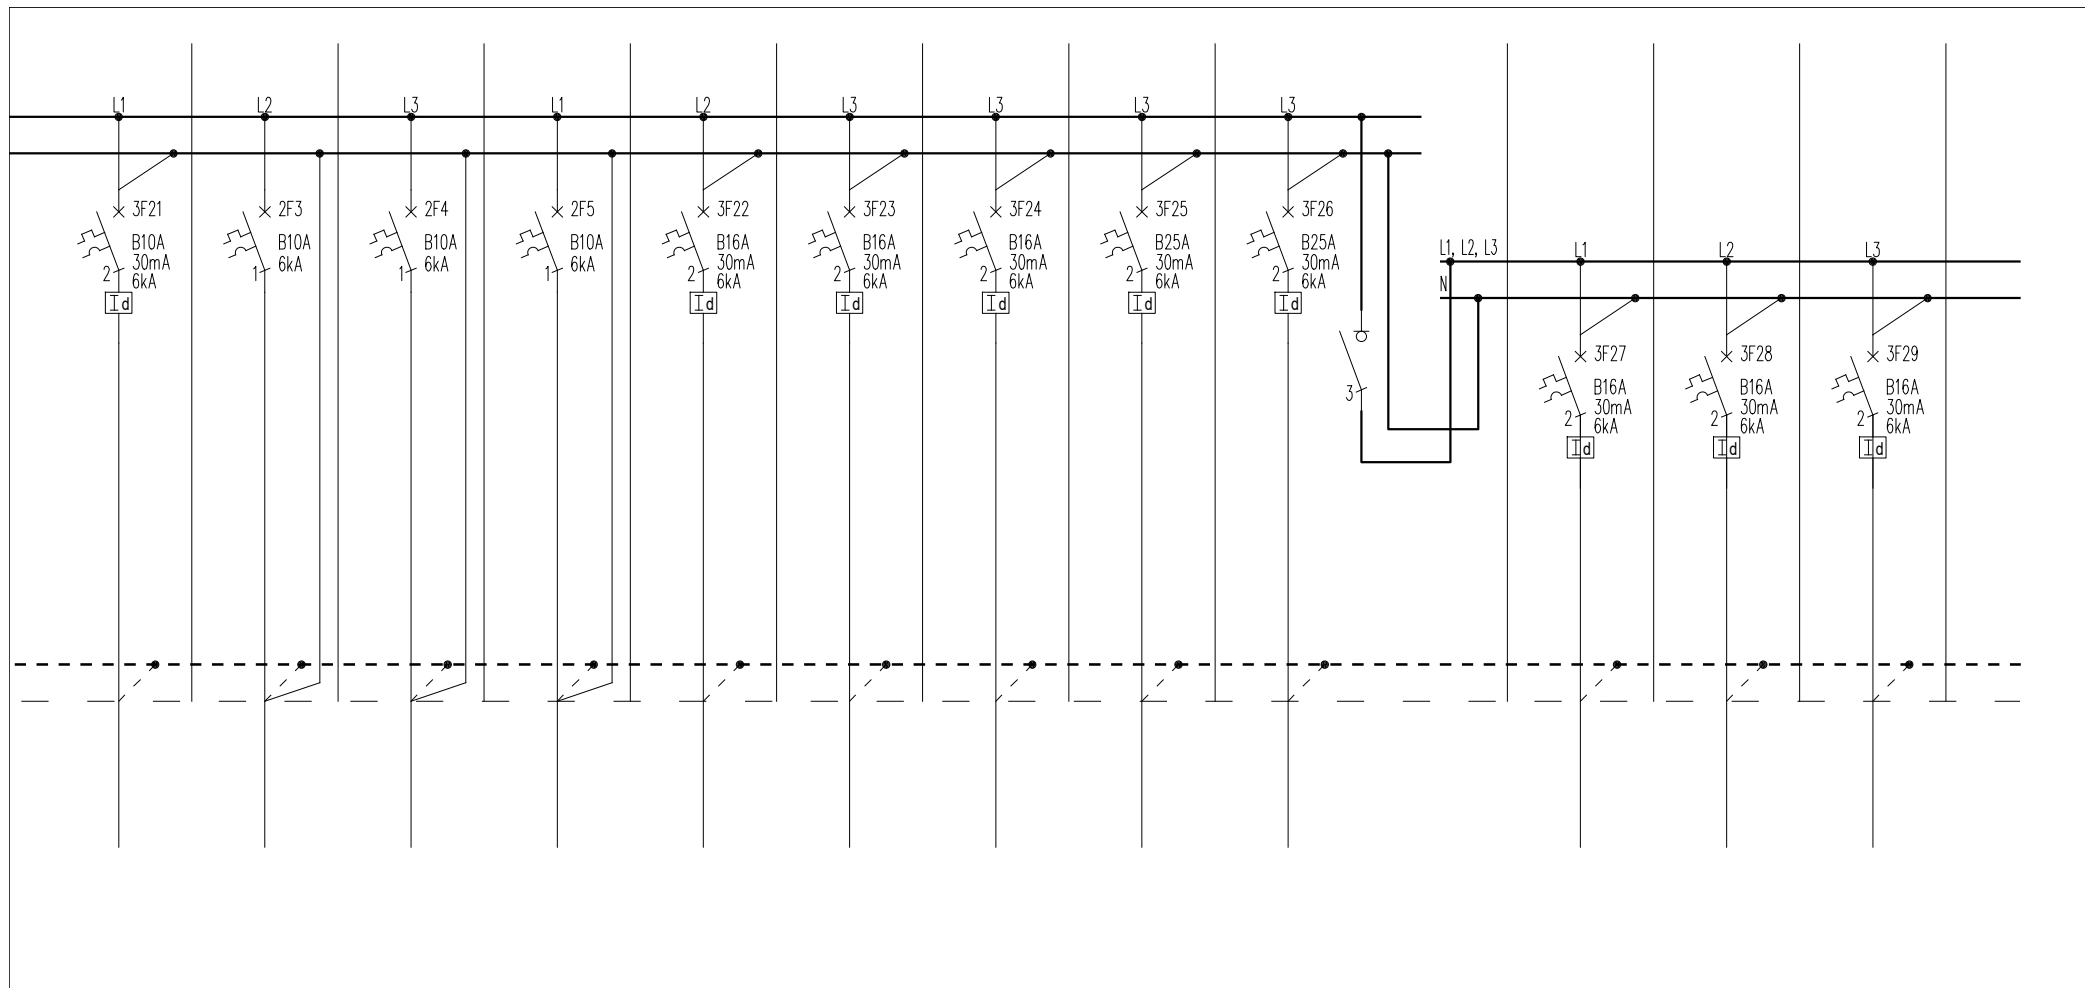 L1
L2
L3
L1
L2
L3
L3
L3
L3
3F21
B10A
30mA
6kA
2
Id
2F3
B10A
6kA
1
2F4
B10A
6kA
1
2F5
B10A
6kA
1
3F22
B16A
30mA
6kA
2
Id
3F23
B16A
30mA
6kA
2
Id
3F24
B16A
30mA
6kA
2
Id
3F25
B25A
30mA
6kA
2
Id
3F26
B25A
30mA
6kA
2
Id
3
L1, L2, L3
N
L1
L2
L3
3F27
B16A
30mA
6kA
2
Id
3F28
B16A
30mA
6kA
2
Id
3F29
B16A
30mA
6kA
2
Id